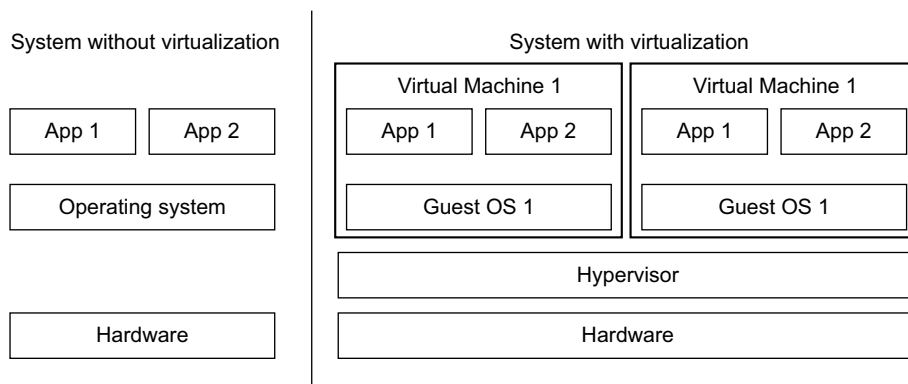 System without virtualization
System with virtualization
Virtual Machine 1
Virtual Machine 1
App 1
App 2
App 1
App 2
App 1
App 2
Operating system
Guest OS 1
Guest OS 1
Hypervisor
Hardware
Hardware